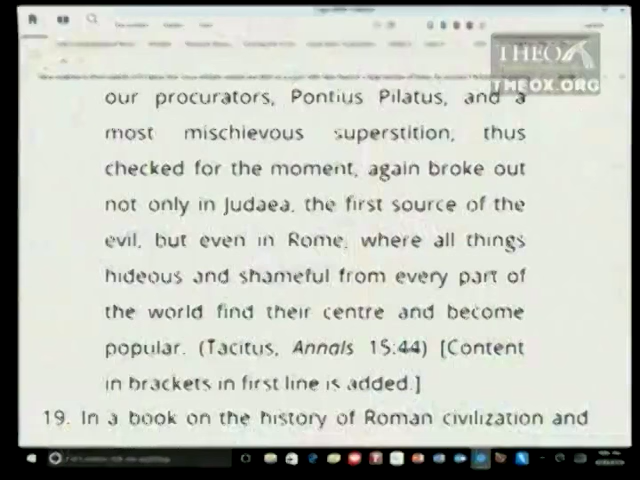 THEOX
THEOX.ORG
our procurators, Pontius Pilatus, and a
most mischievous superstition, thus
checked for the moment, again broke out
not only in Judaea, the first source of the
evil, but even in Rome, where all things
hideous and shameful from every part of
the world find their centre and become
popular. (Tacitus, Annals 15:44) [Content
in brackets in first line is added.]
19. In a book on the history of Roman civilization and